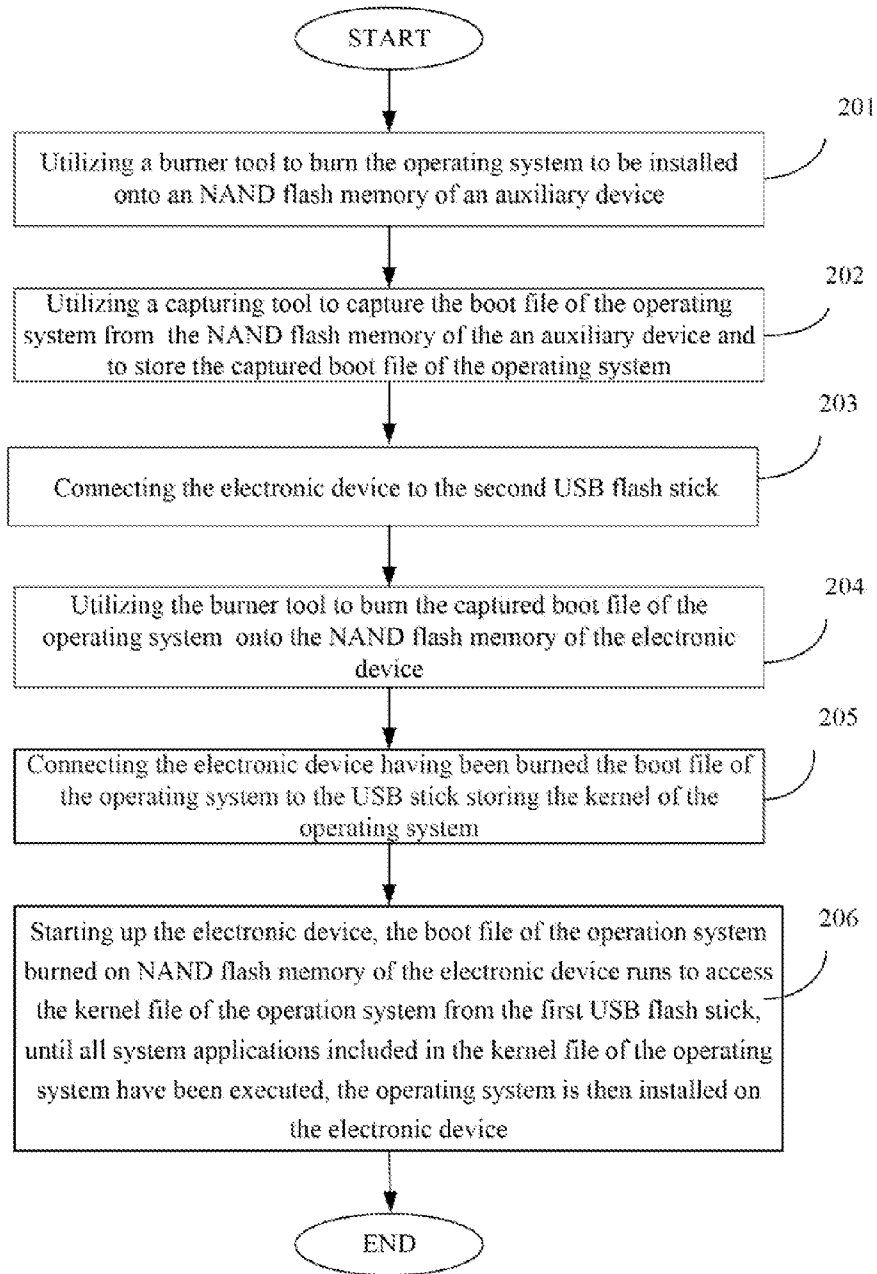 START
201
Utilizing a burner tool to burn the operating system to be installed
onto an NAND flash memory of an auxiliary device
202
Utilizing a capturing tool to capture the boot file of the operating
system from the NAND flash memory of the an auxiliary device and
to store the captured boot file of the operating system
203
Connecting the electronic device to the second USB flash stick
204
Utilizing the burner tool to burn the captured boot file of the
operating system onto the NAND flash memory of the electronic
device
205
Connecting the electronic device having been burned the boot file of
the operating system to the USB stick storing the kernel of the
operating system
206
Starting up the electronic device, the boot file of the operation system
burned on NAND flash memory of the electronic device runs to access
the kernel file of the operation system from the first USB flash stick,
until all system applications included in the kernel file of the operating
system have been executed, the operating system is then installed on
the electronic device
END